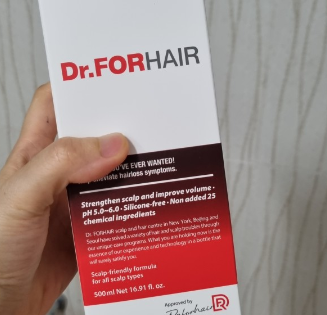 Dr.FORHAIR
'VE EVER WANTED!
hairloss symptoms.
Strengthen scalp and improve volume ·
pH 5.0~6.0 · Silicone-free · Non added 25
chemical ingredients
Dr. FORHAIR scalp and hair centre in New York, Beijing and
Seoul have solved a variety of hair and scalp troubles through
our unique care programs. What you are holding now is the
essence of our experience and technology in a bottle that
will surely satisfy you.
Scalp-friendly formula
for all scalp types
500ml Net 16.91 fl. oz.
Approved by